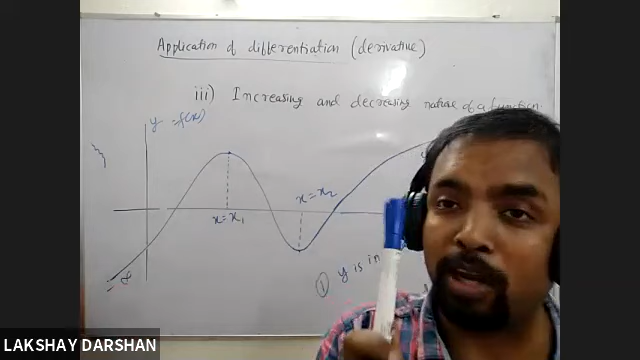 Application of differentiation (derivative)
iii) Increasing and decreasing nature of a function.
y = f(x)
x = x₂
x = x₁
① y is in
-∞
LAKSHAY DARSHAN